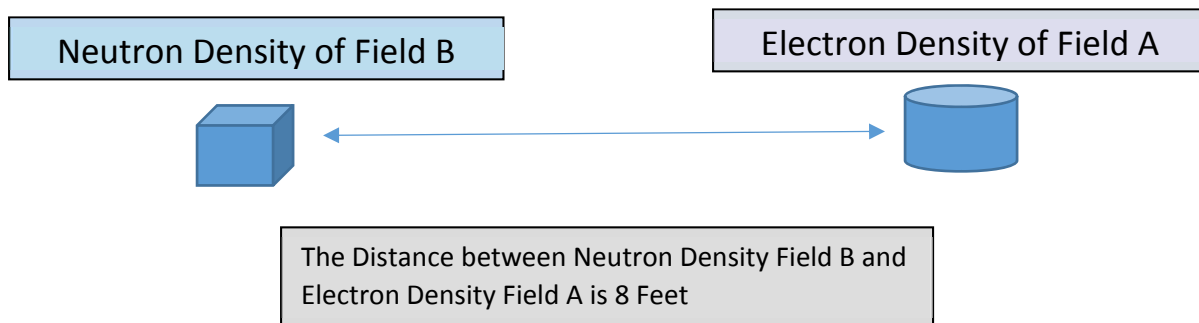 Neutron Density of Field B
Electron Density of Field A
The Distance between Neutron Density Field B and
Electron Density Field A is 8 Feet